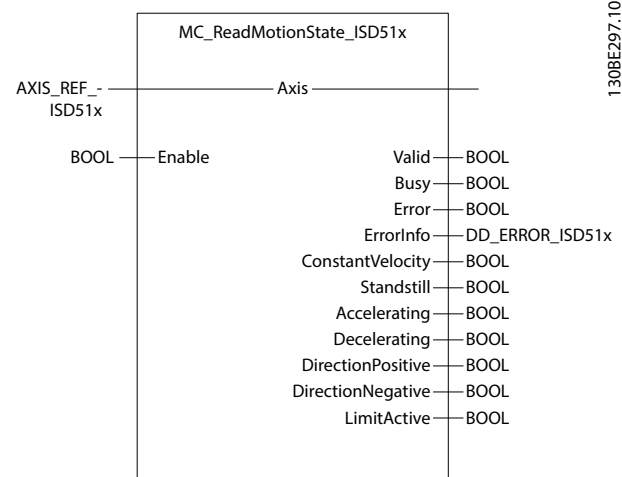 MC_ReadMotionState_ISD51x
130BE297.10
AXIS_REF_-
ISD51x
Axis
BOOL Enable Valid BOOL
Busy BOOL
Error BOOL
ErrorInfo DD_ERROR_ISD51x
ConstantVelocity BOOL
Standstill BOOL
Accelerating BOOL
Decelerating BOOL
DirectionPositive BOOL
DirectionNegative BOOL
LimitActive BOOL